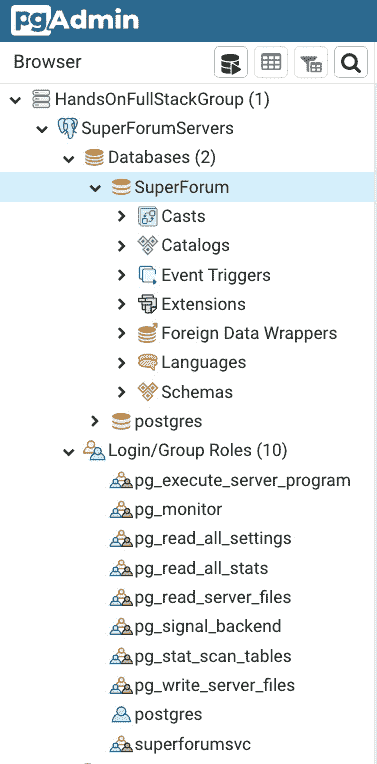 pgAdmin
Browser
HandsOnFullStackGroup (1)
SuperForumServers
Databases (2)
SuperForum
Casts
Catalogs
Event Triggers
Extensions
Foreign Data Wrappers
Languages
Schemas
postgres
Login/Group Roles (10)
pg_execute_server_program
pg_monitor
pg_read_all_settings
pg_read_all_stats
pg_read_server_files
pg_signal_backend
pg_stat_scan_tables
pg_write_server_files
postgres
superforumsvc